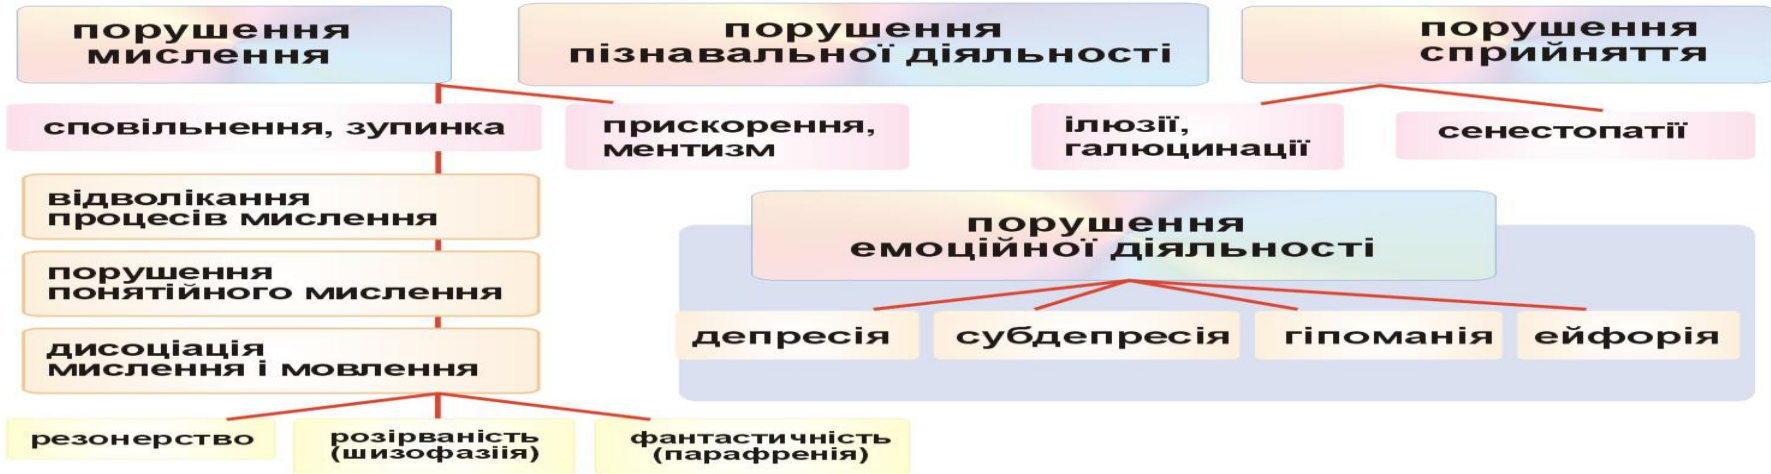 порушення
мислення
порушення
пізнавальної діяльності
порушення
сприйняття
сповільнення, зупинка
прискорення,
ментизм
ілюзії,
галюцинації
сенестопатії
відволікання
процесів мислення
порушення
понятійного мислення
дисоціація
мислення і мовлення
резонерство
розірваність
(шизофазіія)
фантастичність
(парафренія)
порушення
емоційної діяльності
депресія
субдепресія
гіпоманія
ейфорія